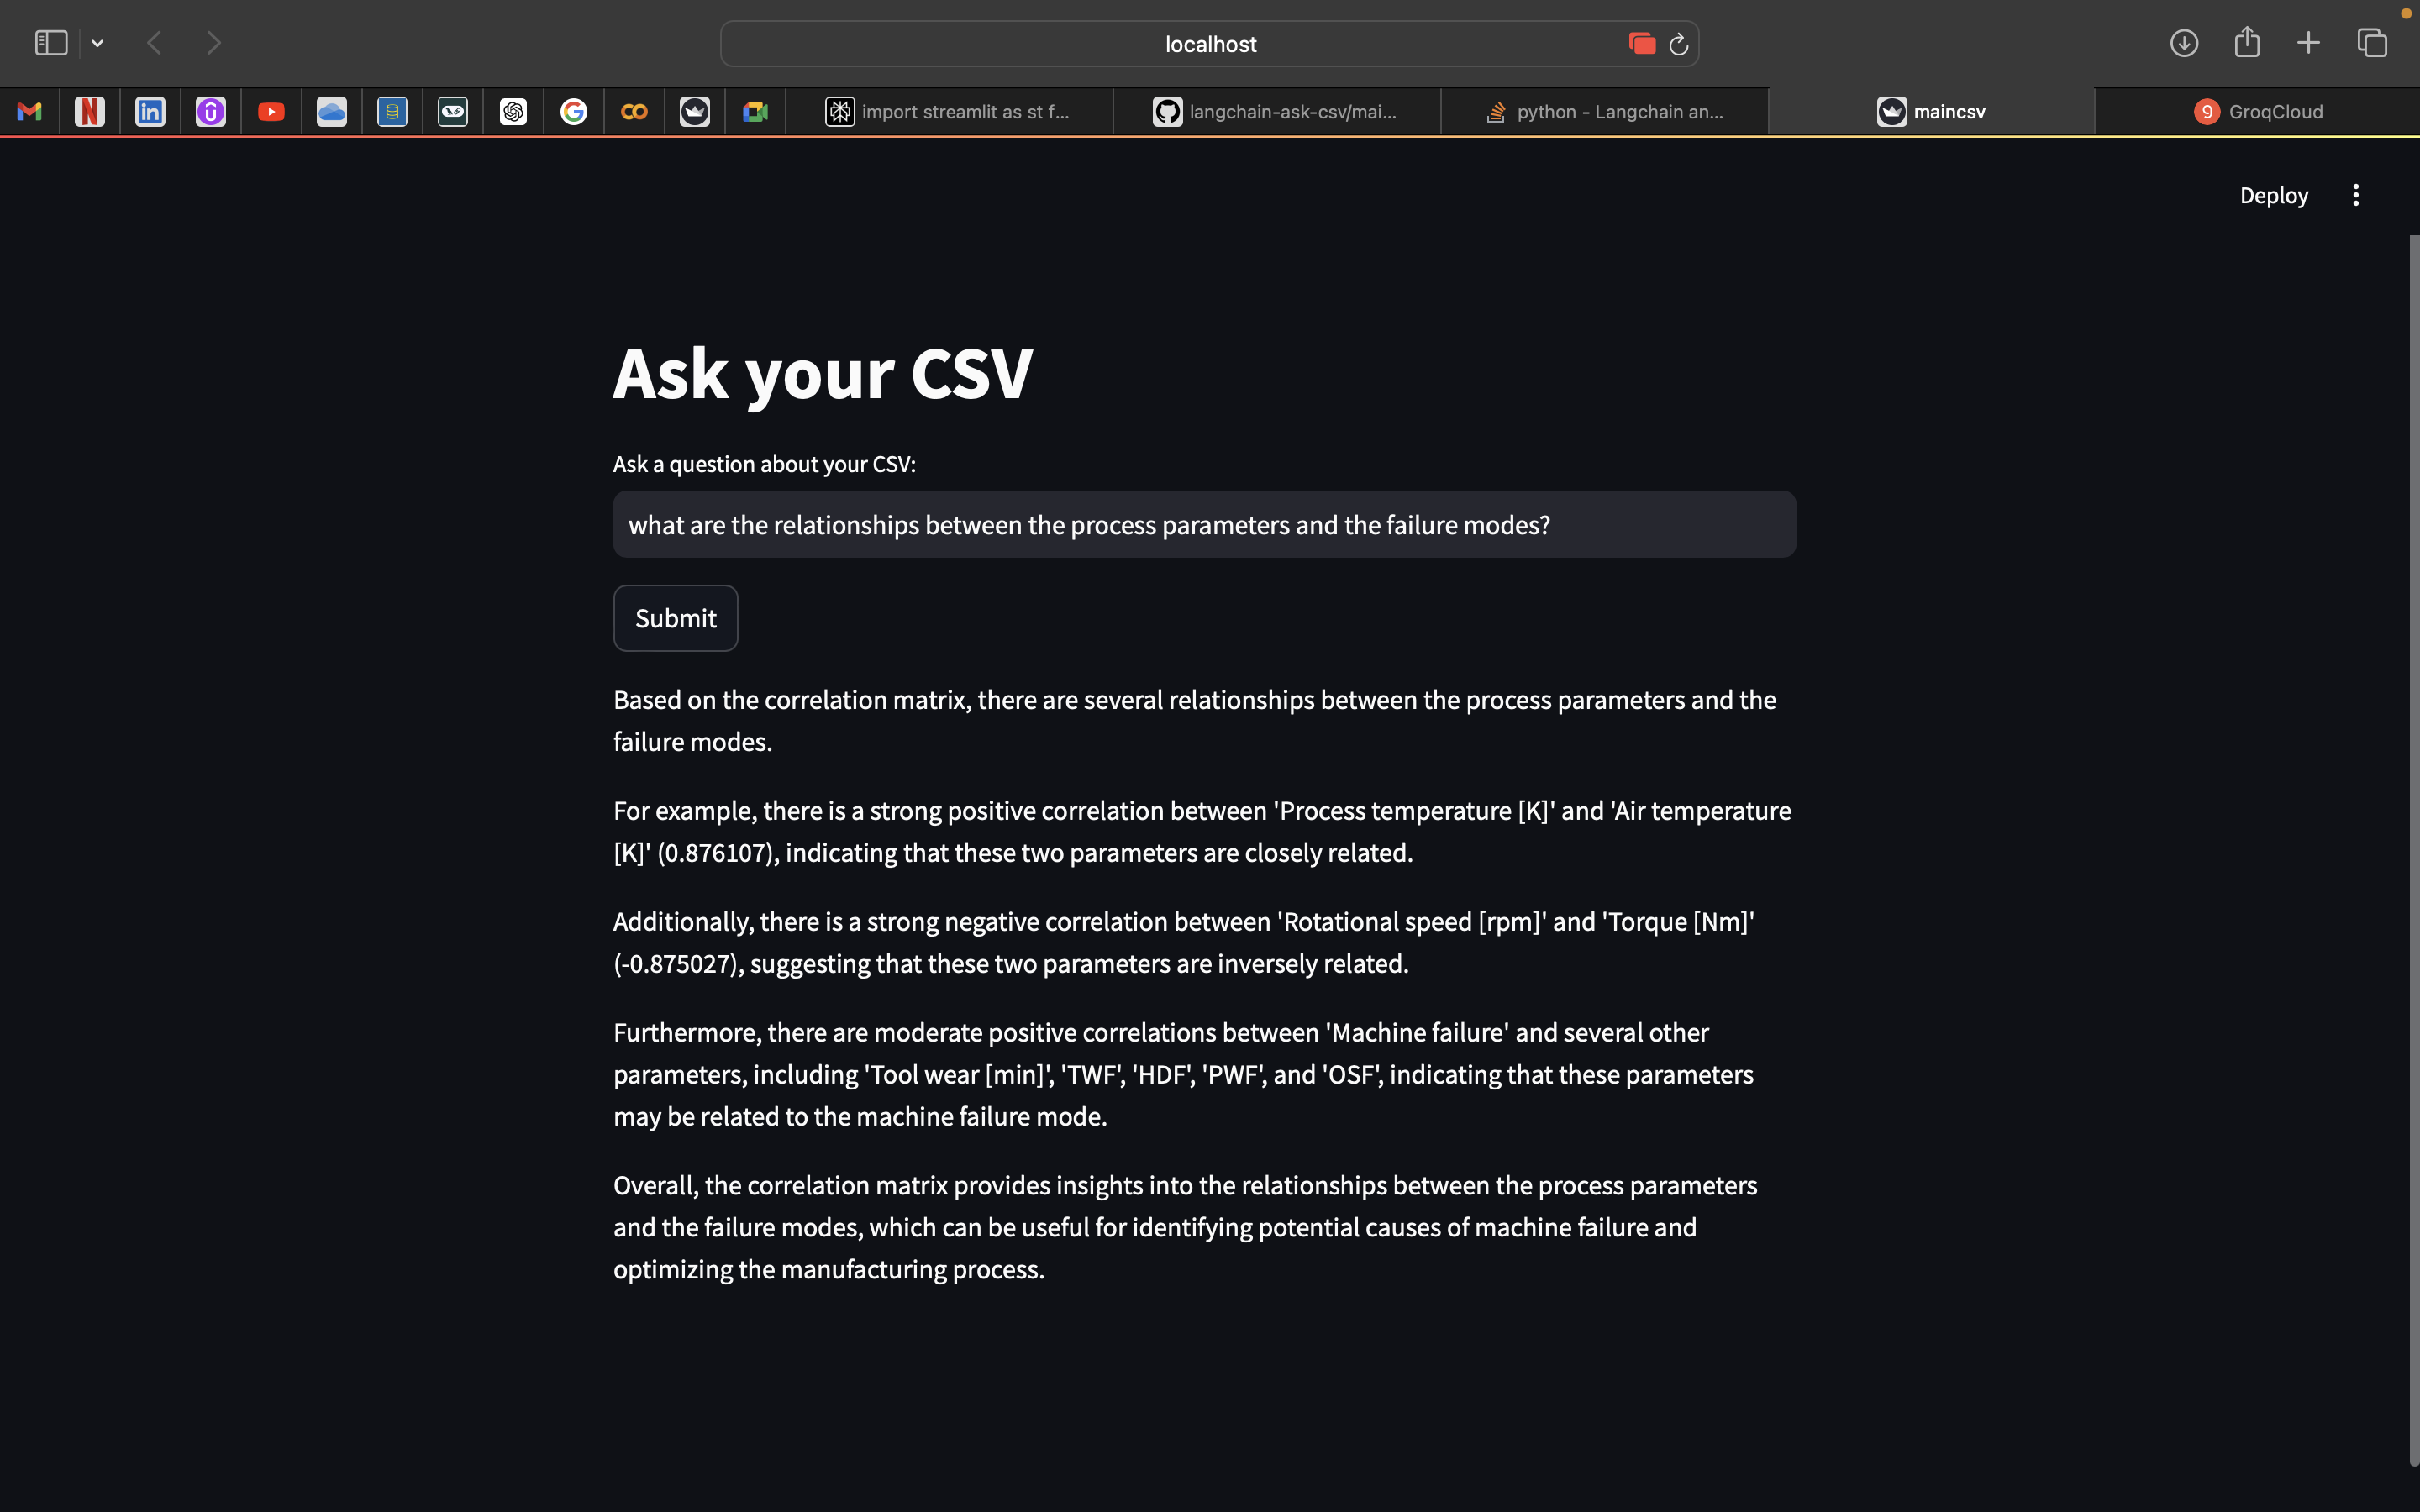 localhost
import streamlit as st f...
langchain-ask-csv/mai...
python - Langchain an...
maincsv
9 GroqCloud
Deploy
Ask your CSV
Ask a question about your CSV:
what are the relationships between the process parameters and the failure modes?
Submit
Based on the correlation matrix, there are several relationships between the process parameters and the
failure modes.
For example, there is a strong positive correlation between 'Process temperature [K]' and 'Air temperature
[K]' (0.876107), indicating that these two parameters are closely related.
Additionally, there is a strong negative correlation between 'Rotational speed [rpm]' and 'Torque [Nm]'
(-0.875027), suggesting that these two parameters are inversely related.
Furthermore, there are moderate positive correlations between 'Machine failure' and several other
parameters, including 'Tool wear [min]', 'TWF', 'HDF', 'PWF', and 'OSF', indicating that these parameters
may be related to the machine failure mode.
Overall, the correlation matrix provides insights into the relationships between the process parameters
and the failure modes, which can be useful for identifying potential causes of machine failure and
optimizing the manufacturing process.